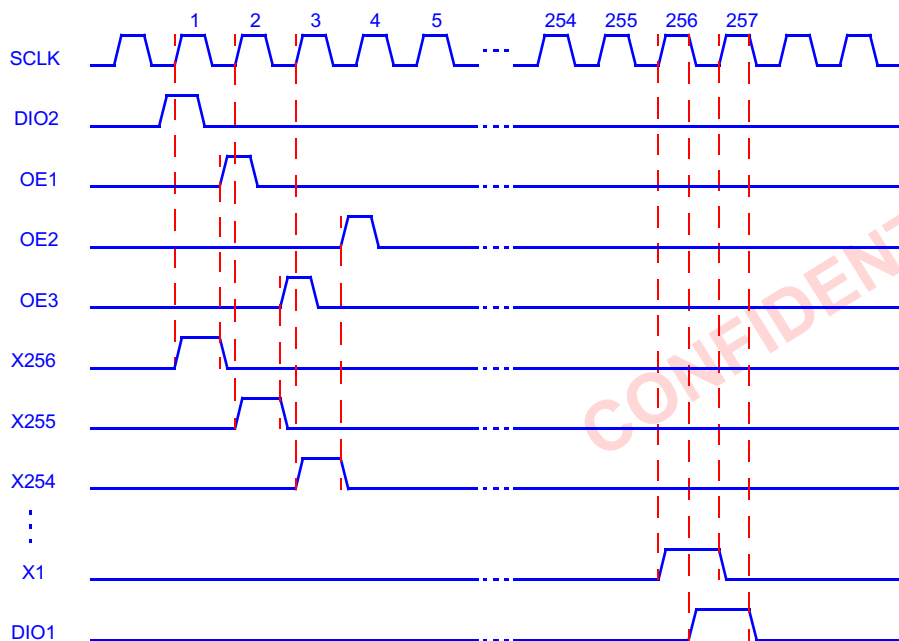 1 2 3 4 5 254 255 256 257
SCLK
DIO2
OE1
OE2
OE3
X256
X255
X254
X1
DIO1
CONFIDENT